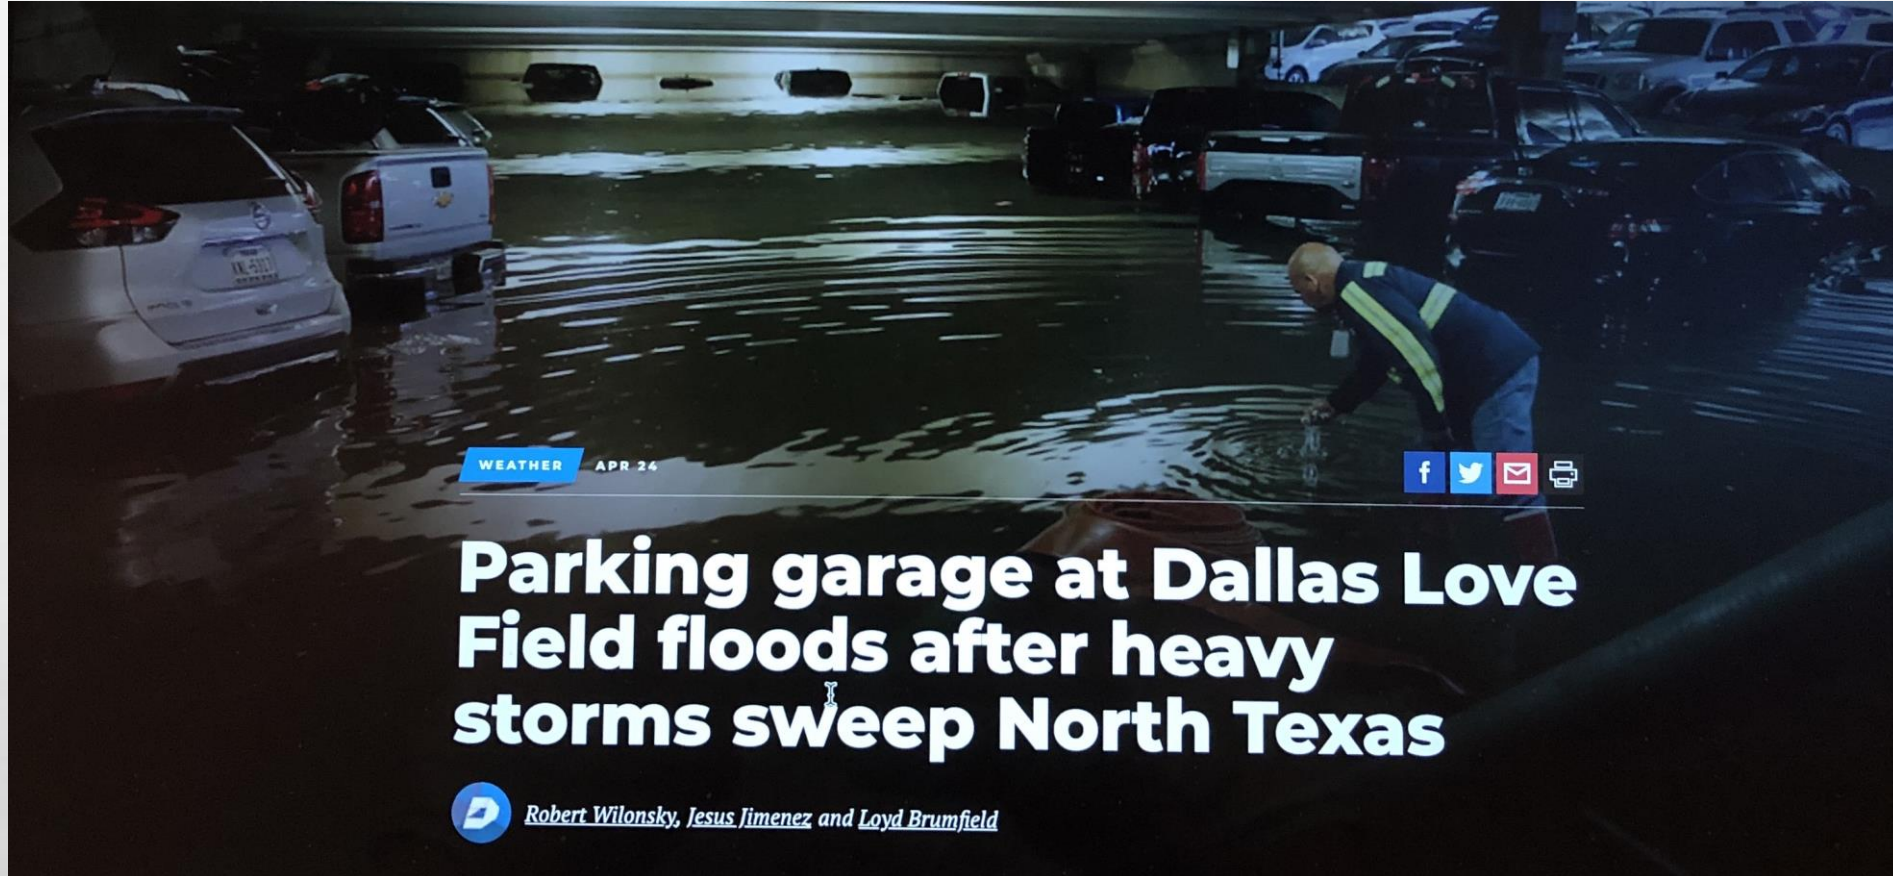 WEATHER APR 24
Parking garage at Dallas Love
Field floods after heavy
storms sweep North Texas
Robert Wilonsky, Jesus Jimenez and Loyd Brumfield